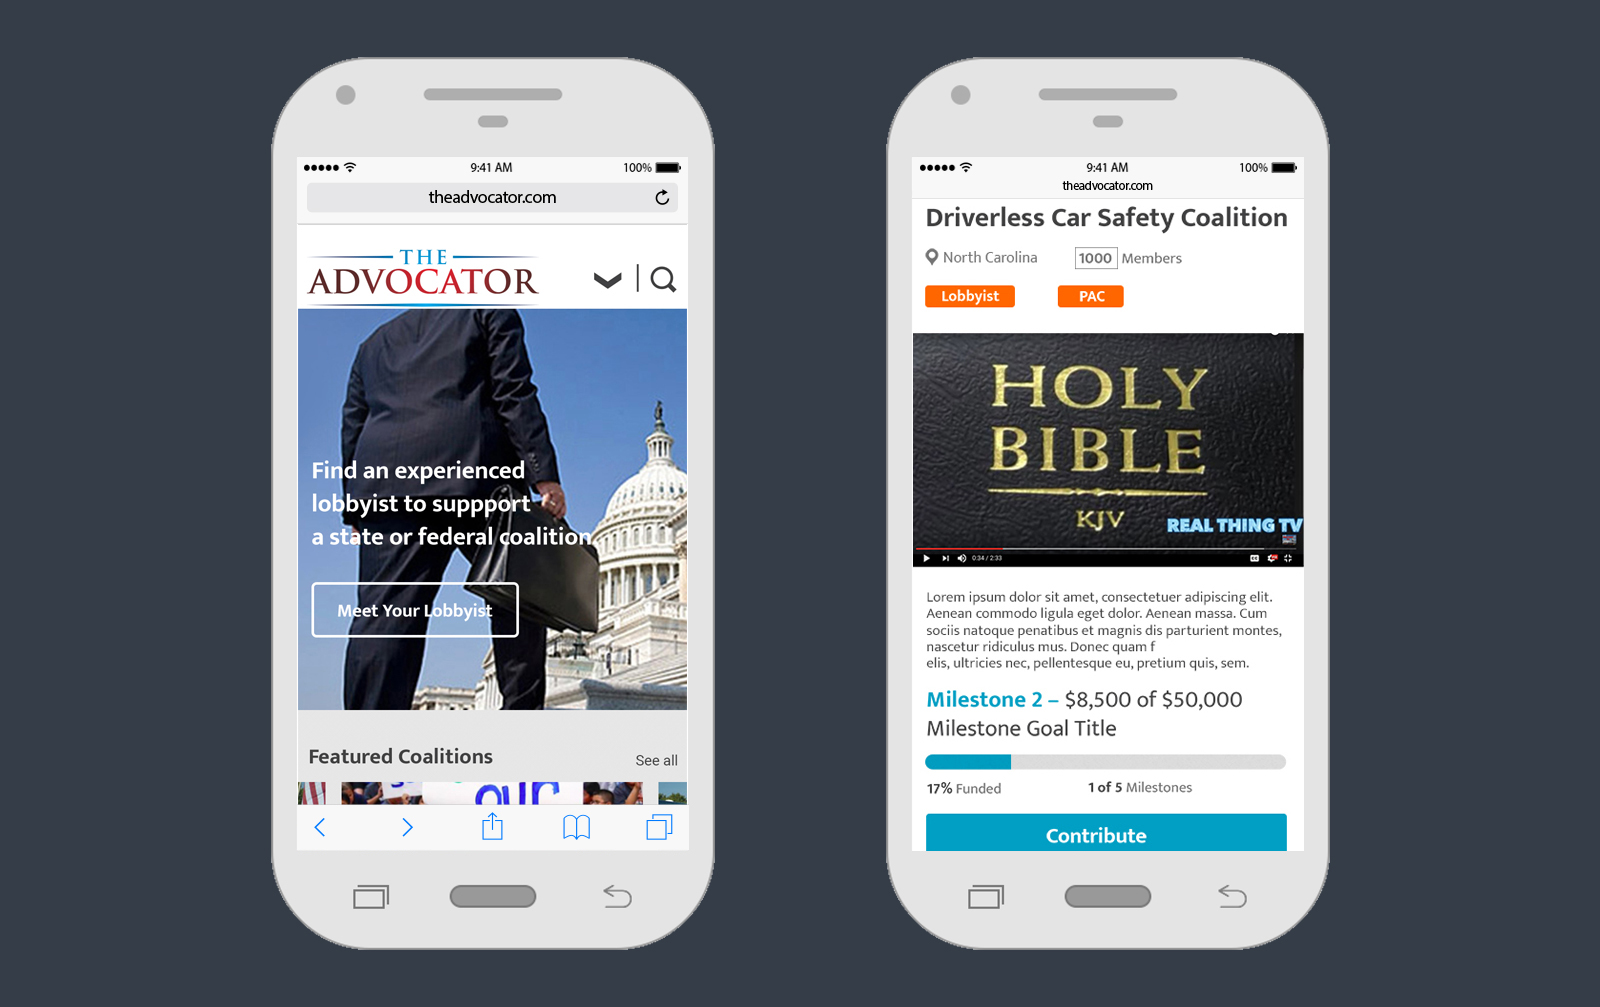 9:41 AM
100%
theadvocator.com
THE
ADVOCATOR
Find an experienced
lobbyist to suppport
a state or federal coalition
Meet Your Lobbyist
Featured Coalitions
See all
our
9:41 AM
100%
theadvocator.com
Driverless Car Safety Coalition
North Carolina
1000 Members
Lobbyist
PAC
HOLY
BIBLE
KJV
REAL THING TV
0:34 / 2:33
Lorem ipsum dolor sit amet, consectetuer adipiscing elit.
Aenean commodo ligula eget dolor. Aenean massa. Cum
sociis natoque penatibus et magnis dis parturient montes,
nascetur ridiculus mus. Donec quam f
elis, ultricies nec, pellentesque eu, pretium quis, sem.
Milestone 2 – $8,500 of $50,000
Milestone Goal Title
17% Funded
1 of 5 Milestones
Contribute